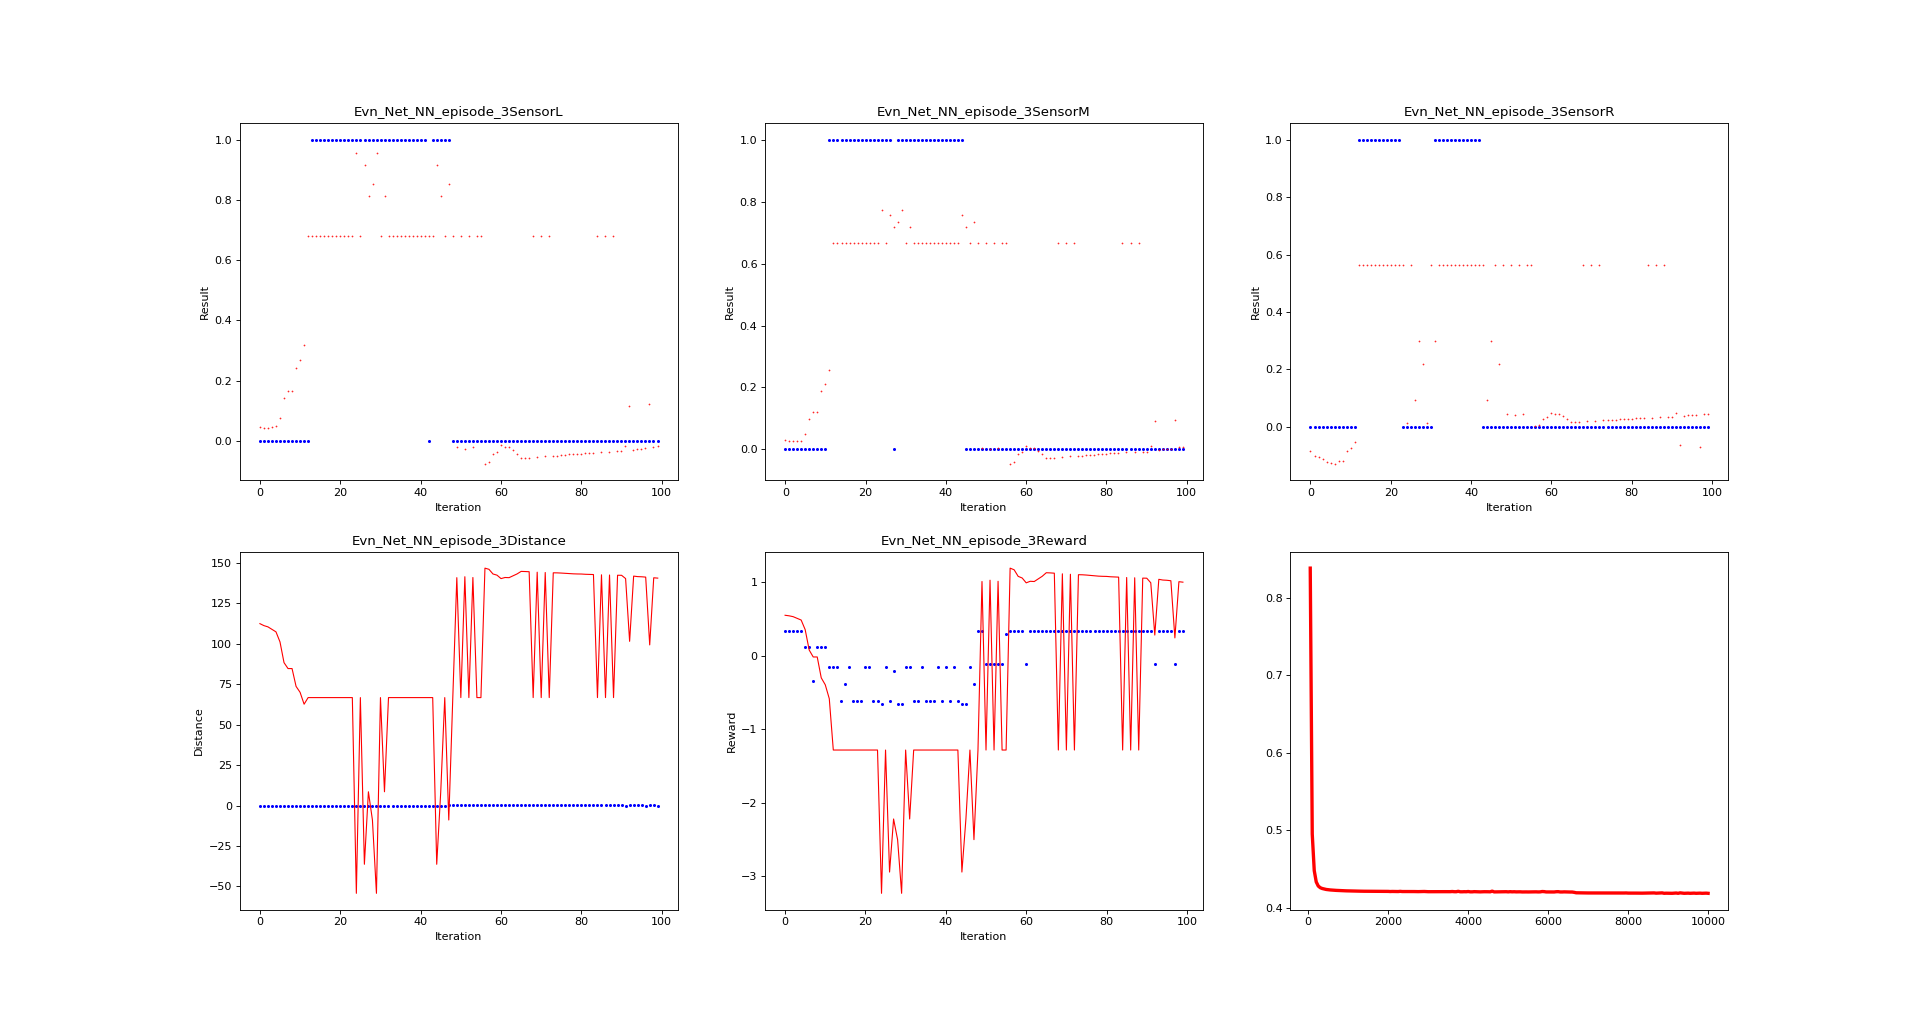 Evn_Net_NN_episode_3SensorL
Result
1.0
0.8
0.6
0.4
0.2
0.0
0 20 40 60 80 100
Iteration
Evn_Net_NN_episode_3SensorM
Result
1.0
0.8
0.6
0.4
0.2
0.0
0 20 40 60 80 100
Iteration
Evn_Net_NN_episode_3SensorR
Result
1.0
0.8
0.6
0.4
0.2
0.0
0 20 40 60 80 100
Iteration
Evn_Net_NN_episode_3Distance
Distance
150
125
100
75
50
25
0
−25
−50
0 20 40 60 80 100
Iteration
Evn_Net_NN_episode_3Reward
Reward
1
0
−1
−2
−3
0 20 40 60 80 100
Iteration
0.8
0.7
0.6
0.5
0.4
0 2000 4000 6000 8000 10000